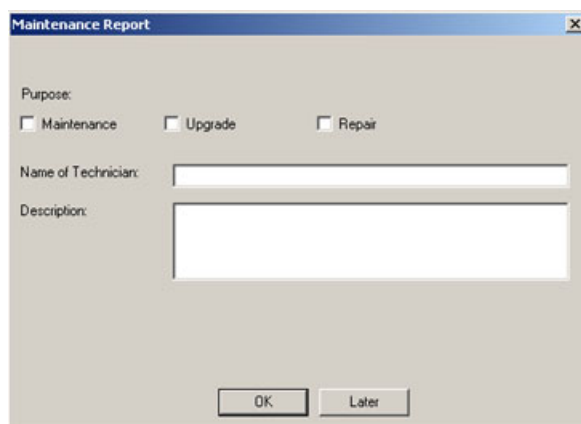 Maintenance Report
Purpose:
Maintenance Upgrade Repair
Name of Technician:
Description:
OK Later